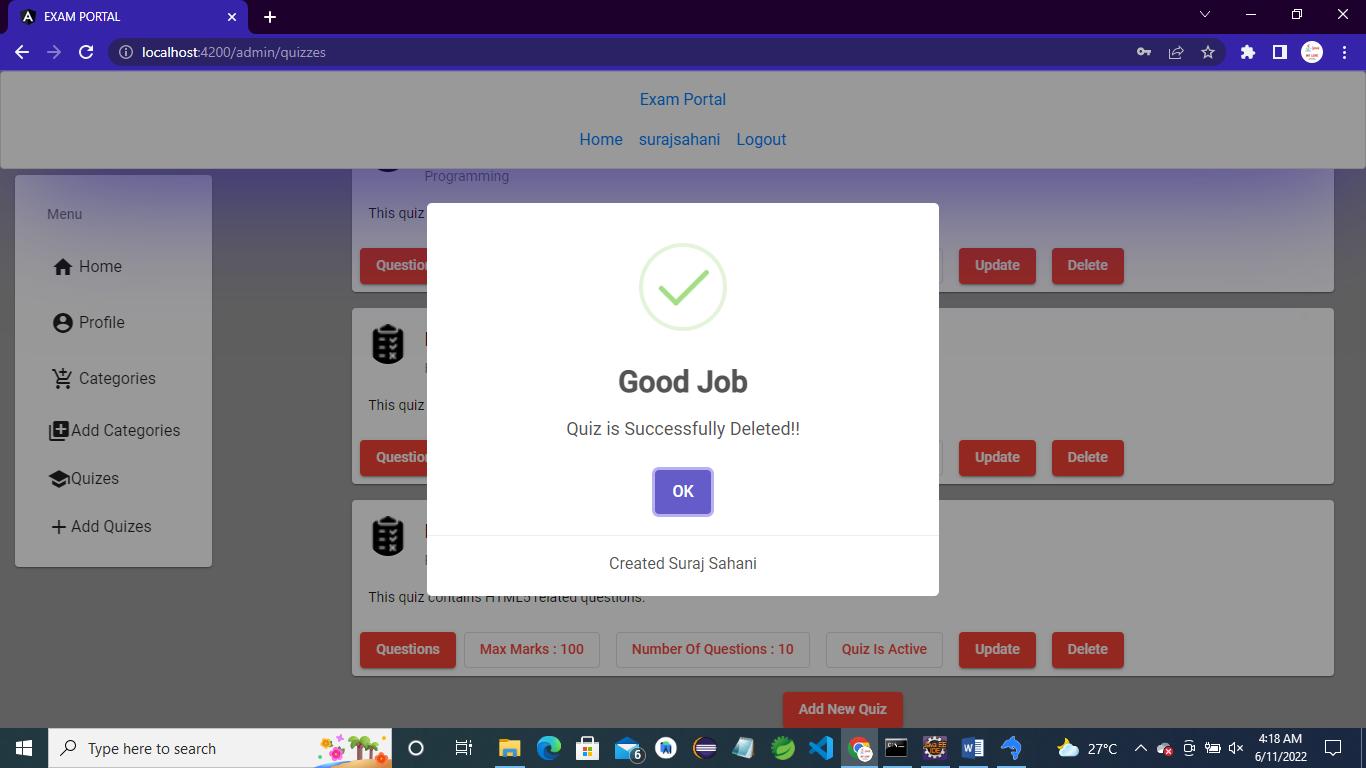 EXAM PORTAL
localhost:4200/admin/quizzes
Exam Portal
Home surajsahani Logout
Menu
Home
Profile
Categories
Add Categories
Quizes
Add Quizes
Programming
This quiz
Update Delete
This quiz
Update Delete
Good Job
Quiz is Successfully Deleted!!
OK
Created Suraj Sahani
This quiz contains HTML5 related questions.
Questions Max Marks : 100 Number Of Questions : 10 Quiz Is Active Update Delete
Add New Quiz
Type here to search
6
27°C
4:18 AM
6/11/2022